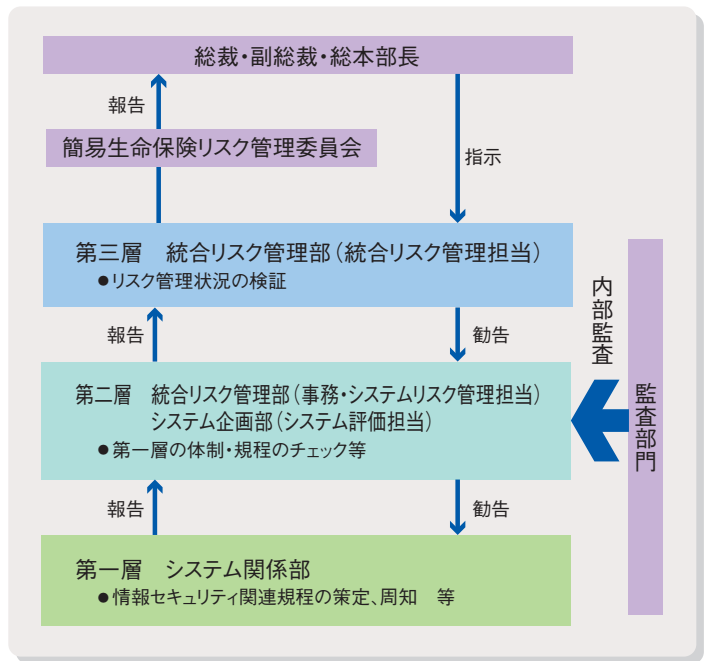 総裁・副総裁・総本部長
報告
簡易生命保険リスク管理委員会
指示
第三層　統合リスク管理部（統合リスク管理担当）
●リスク管理状況の検証
報告
勧告
内部監査
監査部門
第二層　統合リスク管理部（事務・システムリスク管理担当）
システム企画部（システム評価担当）
●第一層の体制・規程のチェック等
報告
勧告
第一層　システム関係部
●情報セキュリティ関連規程の策定、周知　等